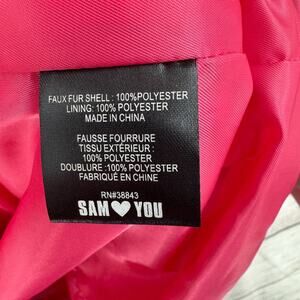 FAUX FUR SHELL : 100%POLYESTER
LINING: 100% POLYESTER
MADE IN CHINA
FAUSSE FOURRURE
TISSU EXTÉRIEUR :
100% POLYESTER
DOUBLURE :100% POLYESTER
FABRIQUÉ EN CHINE
RN#38843
SAM♥YOU